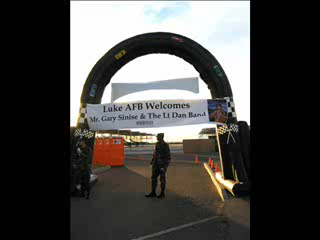 Luke AFB Welcomes
Mr. Gary Sinise & The Lt Dan Band